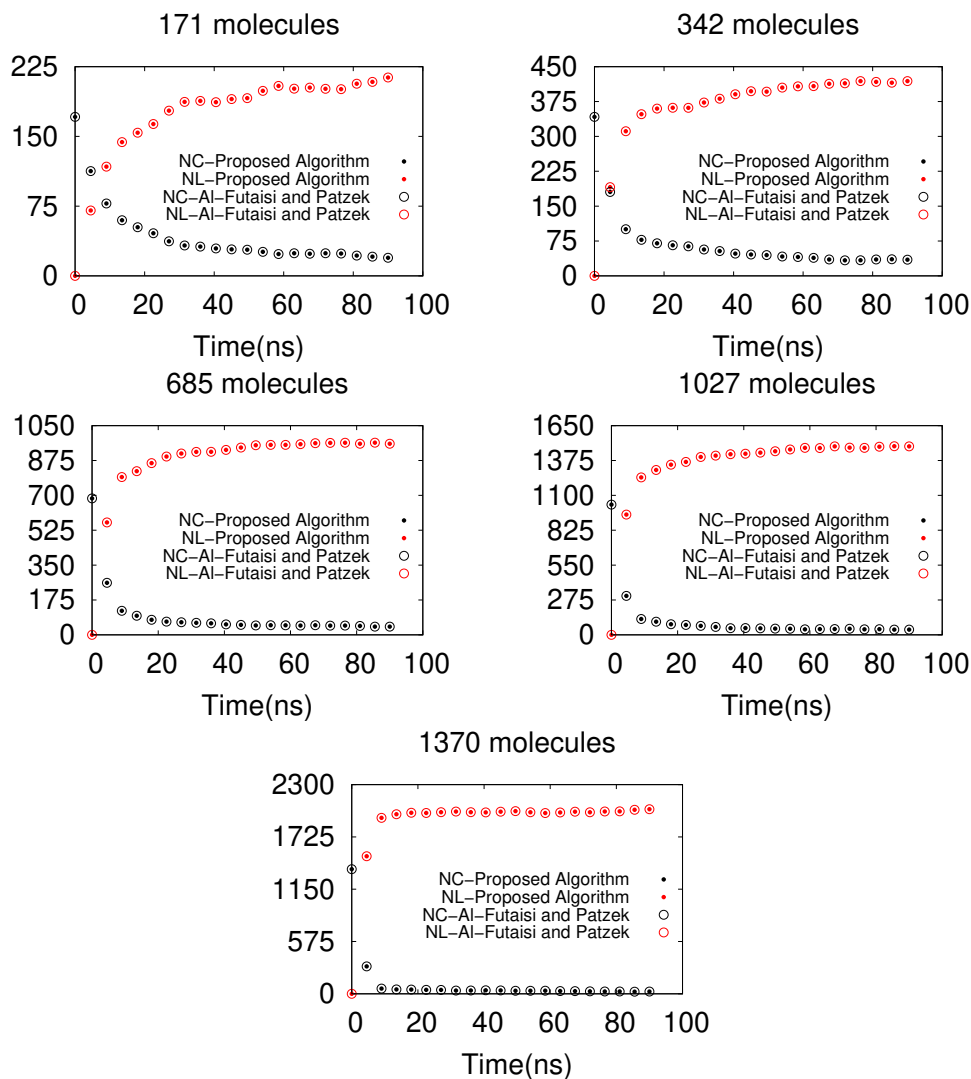 171 molecules
225
150
75
0
NC−Proposed Algorithm
NL−Proposed Algorithm
NC−Al−Futaisi and Patzek
NL−Al−Futaisi and Patzek
0 20 40 60 80 100
Time(ns)
342 molecules
450
375
300
225
150
75
0
NC−Proposed Algorithm
NL−Proposed Algorithm
NC−Al−Futaisi and Patzek
NL−Al−Futaisi and Patzek
0 20 40 60 80 100
Time(ns)
685 molecules
1050
875
700
525
350
175
0
NC−Proposed Algorithm
NL−Proposed Algorithm
NC−Al−Futaisi and Patzek
NL−Al−Futaisi and Patzek
0 20 40 60 80 100
Time(ns)
1027 molecules
1650
1375
1100
825
550
275
0
NC−Proposed Algorithm
NL−Proposed Algorithm
NC−Al−Futaisi and Patzek
NL−Al−Futaisi and Patzek
0 20 40 60 80 100
Time(ns)
1370 molecules
2300
1725
1150
575
0
NC−Proposed Algorithm
NL−Proposed Algorithm
NC−Al−Futaisi and Patzek
NL−Al−Futaisi and Patzek
0 20 40 60 80 100
Time(ns)